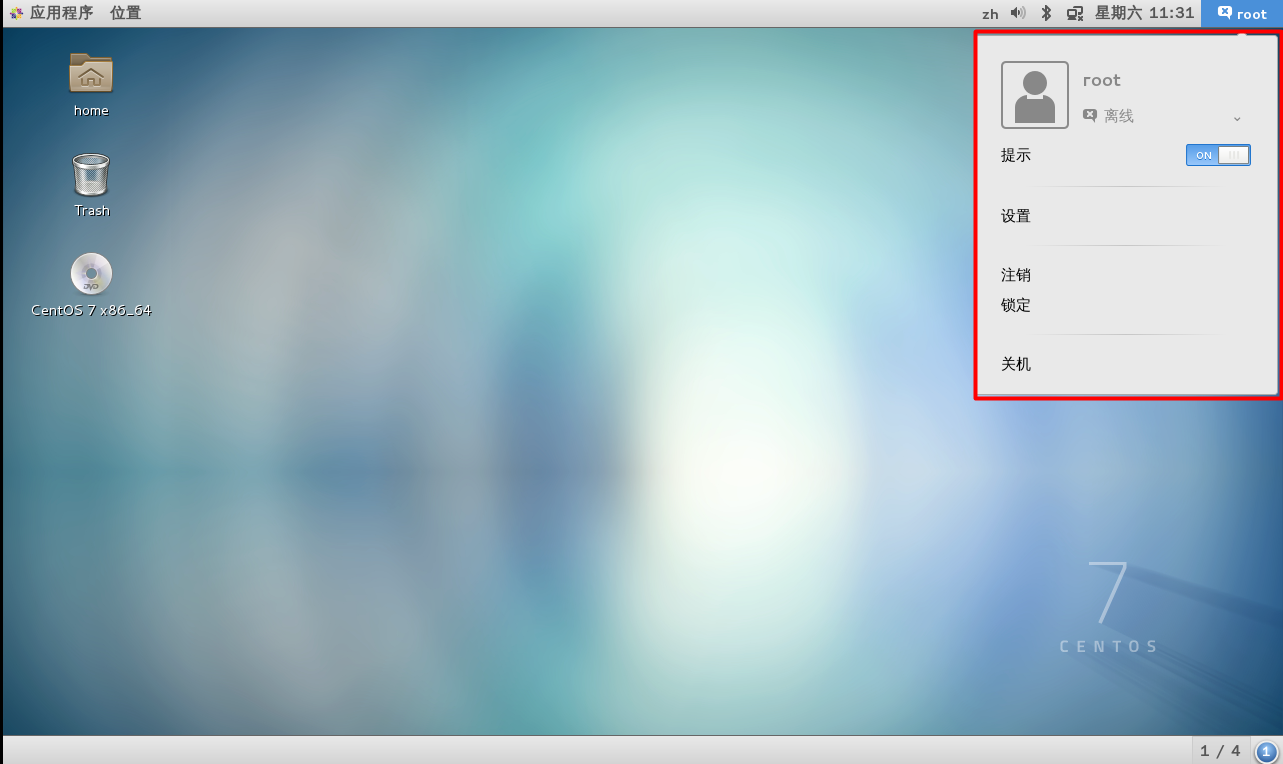 应用程序 位置 zh 星期六 11:31 root
home
Trash
DVD
CentOS 7 x86_64
root
离线
提示 ON
设置
注销
锁定
关机
7
CENTOS
1 / 4 1